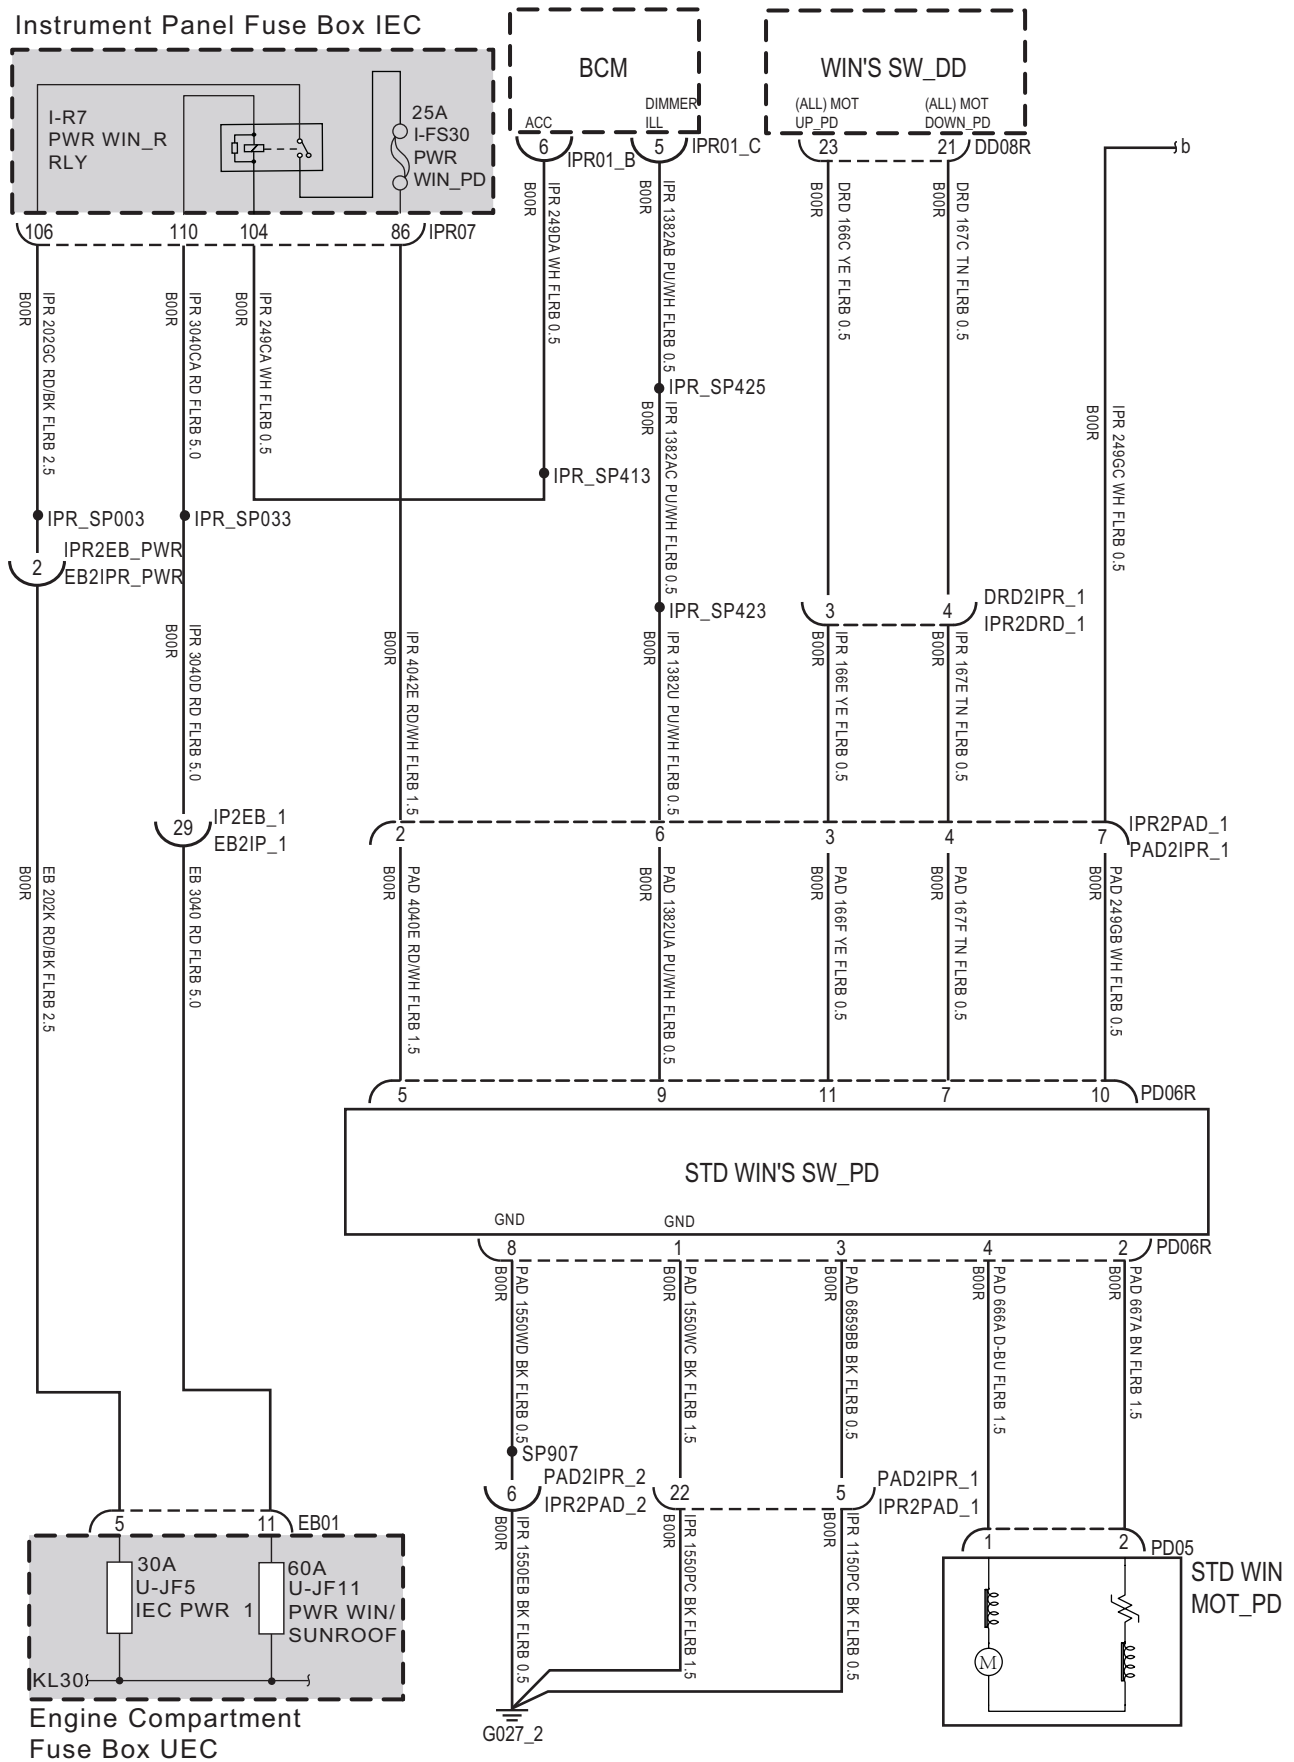 Instrument Panel Fuse Box IEC
I-R7
PWR WIN_R
RLY
25A
I-FS30
PWR
WIN_PD
BCM
ACC
DIMMER
ILL
WIN'S SW_DD
(ALL) MOT
UP_PD
(ALL) MOT
DOWN_PD
6
IPR01_B
5
IPR01_C
23
21
DD08R
b
106
110
104
86
IPR07
B00R
IPR 202GC RD/BK FLRB 2.5
B00R
IPR 3040CA RD FLRB 5.0
B00R
IPR 249CA WH FLRB 0.5
B00R
IPR 249DA WH FLRB 0.5
B00R
IPR 1382AB PU/WH FLRB 0.5
B00R
DRD 166C YE FLRB 0.5
B00R
DRD 167C TN FLRB 0.5
IPR_SP425
B00R
IPR 1382AC PU/WH FLRB 0.5
B00R
IPR 249GC WH FLRB 0.5
IPR_SP413
IPR_SP003
IPR_SP033
2
IPR2EB_PWR
EB2IPR_PWR
IPR_SP423
3
4
DRD2IPR_1
IPR2DRD_1
B00R
IPR 3040D RD FLRB 5.0
B00R
IPR 4042E RD/WH FLRB 1.5
B00R
IPR 1382U PU/WH FLRB 0.5
B00R
IPR 166E YE FLRB 0.5
B00R
IPR 167E TN FLRB 0.5
29
IP2EB_1
EB2IP_1
2
6
3
4
7
IPR2PAD_1
PAD2IPR_1
B00R
EB 202K RD/BK FLRB 2.5
EB 3040 RD FLRB 5.0
B00R
PAD 4040E RD/WH FLRB 1.5
B00R
PAD 1382UA PU/WH FLRB 0.5
B00R
PAD 166F YE FLRB 0.5
B00R
PAD 167F TN FLRB 0.5
B00R
PAD 249GB WH FLRB 0.5
5
9
11
7
10
PD06R
STD WIN'S SW_PD
GND
GND
8
1
3
4
2
PD06R
B00R
PAD 1550WD BK FLRB 0.5
B00R
PAD 1550WC BK FLRB 1.5
B00R
PAD 6859BB BK FLRB 0.5
B00R
PAD 666A D-BU FLRB 1.5
B00R
PAD 667A BN FLRB 1.5
SP907
6
PAD2IPR_2
IPR2PAD_2
22
5
PAD2IPR_1
IPR2PAD_1
B00R
IPR 1550EB BK FLRB 0.5
B00R
IPR 1550PC BK FLRB 1.5
B00R
IPR 1150PC BK FLRB 0.5
5
11
EB01
30A
U-JF5
IEC PWR 1
60A
U-JF11
PWR WIN/
SUNROOF
KL30
Engine Compartment
Fuse Box UEC
G027_2
1
2
PD05
M
STD WIN
MOT_PD